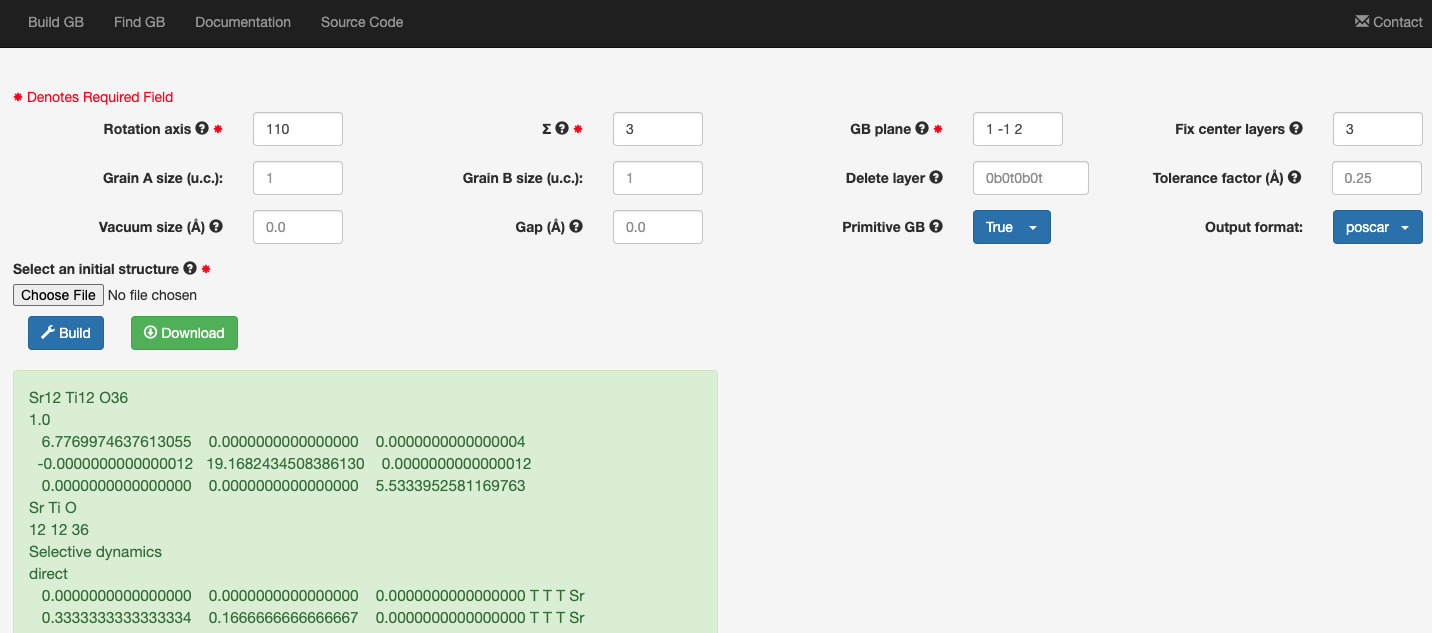 Build GB Find GB Documentation Source Code Contact
* Denotes Required Field
Rotation axis ? * 110 Σ ? * 3 GB plane ? * 1 -1 2 Fix center layers ? 3
Grain A size (u.c.): 1 Grain B size (u.c.): 1 Delete layer ? 0b0t0b0t Tolerance factor (Å) ? 0.25
Vacuum size (Å) ? 0.0 Gap (Å) ? 0.0 Primitive GB ? True Output format: poscar
Select an initial structure ? *
Choose File No file chosen
Build Download
Sr12 Ti12 O36
1.0
6.7769974637613055 0.0000000000000000 0.0000000000000004
-0.0000000000000012 19.1682434508386130 0.0000000000000012
0.0000000000000000 0.0000000000000000 5.5333952581169763
Sr Ti O
12 12 36
Selective dynamics
direct
0.0000000000000000 0.0000000000000000 0.0000000000000000 T T T Sr
0.3333333333333334 0.1666666666666667 0.0000000000000000 T T T Sr